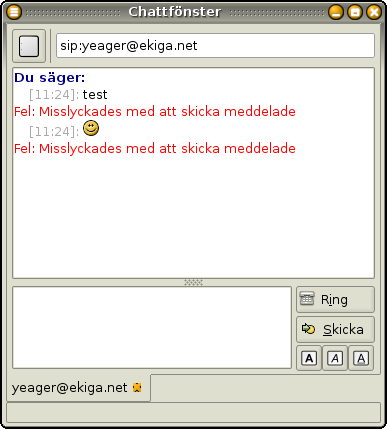 Chattfönster
sip:yeager@ekiga.net
Du säger:
[11:24]: test
Fel: Misslyckades med att skicka meddelade
[11:24]:
Fel: Misslyckades med att skicka meddelade
Ring
Skicka
A A A
yeager@ekiga.net